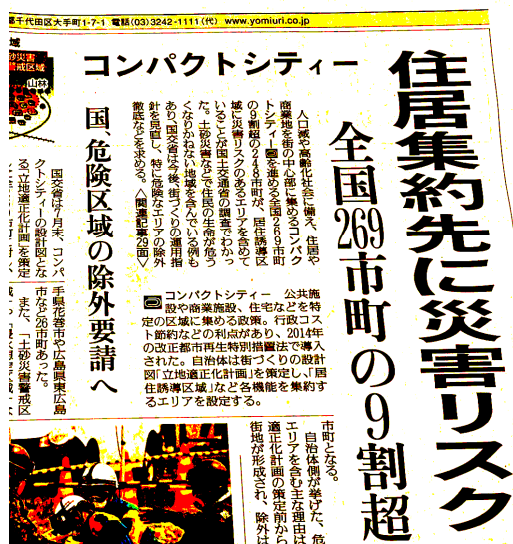 都千代田区大手町1-7-1 電話(03)3242-1111(代) www.yomiuri.co.jp
住居集約先に災害リスク
全国269市町の9割超
コンパクトシティー
国、危険区域の除外要請へ
人口減や高齢化社会に備え、住居や
商業地を街の中心部に集めるコンパク
トシティーを進める全国269市町
の9割超の248市町が、居住誘導区
域に災害リスクのあるエリアを含めて
いることが国土交通省の調査でわかっ
た。土砂災害などで住民の生命が危う
くなりかねない地域を含んでいる例も
あり、国交省は今後、街づくりの運用指
針を見直し、特に危険なエリアの除外
徹底などを求める。〈関連記事29面〉
コンパクトシティー 公共施
設や商業施設、住宅などを特
定の区域に集める政策。行政コス
ト節約などの利点があり、2014年
の改正都市再生特別措置法で導入
された。自治体は街づくりの設計
図「立地適正化計画」を策定し、「居
住誘導区域」など各機能を集約す
るエリアを設定する。
砂災害
警戒区域
山林
国交省は7月末、コンパ
クトシティーの設計図とな
る「立地適正化計画」を策定
手県花巻市や広島県東広島
市など26市町あった。
また、「土砂災害警戒区
市町となる。
自治体側が挙げた、危
エリアを含む主な理由は
適正化計画の策定前から
街地が形成され、除外は